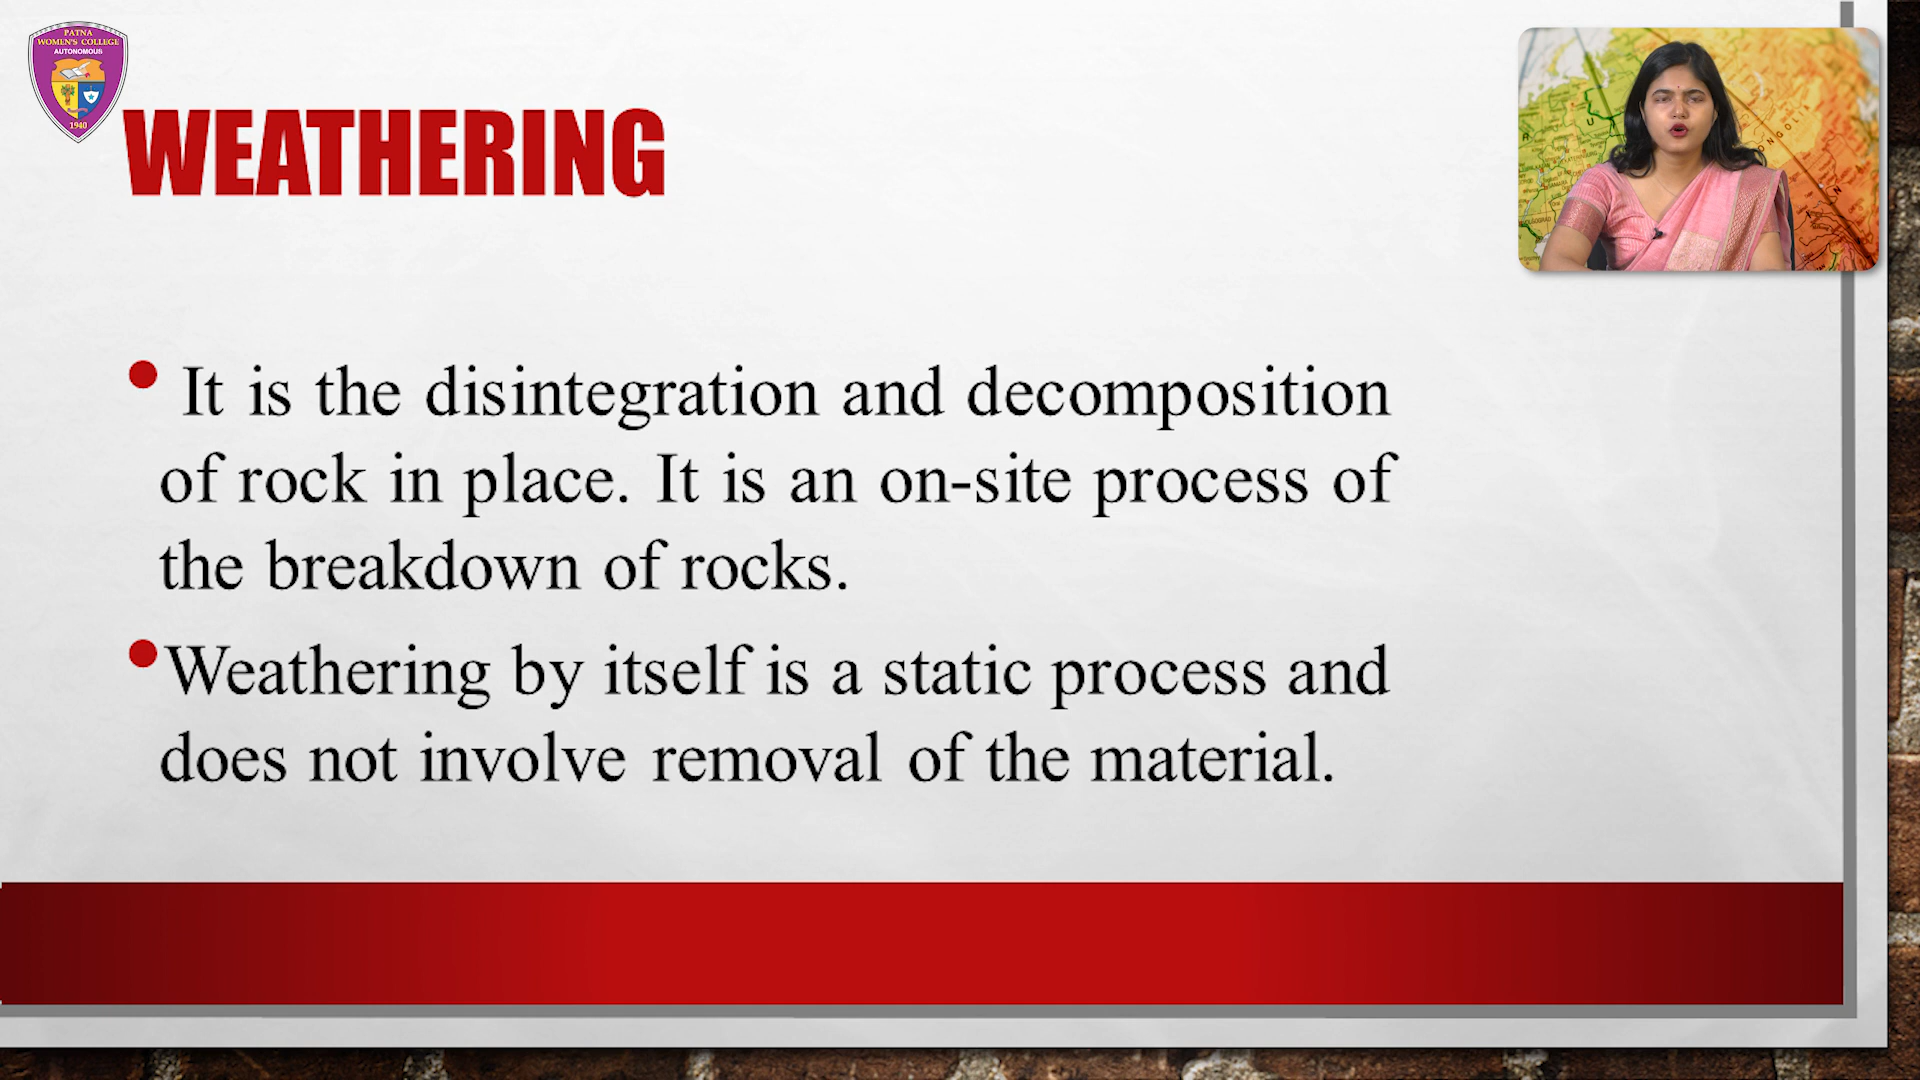 PATNA
WOMEN'S COLLEGE
AUTONOMOUS
1940
WEATHERING
• It is the disintegration and decomposition
of rock in place. It is an on-site process of
the breakdown of rocks.
•Weathering by itself is a static process and
does not involve removal of the material.